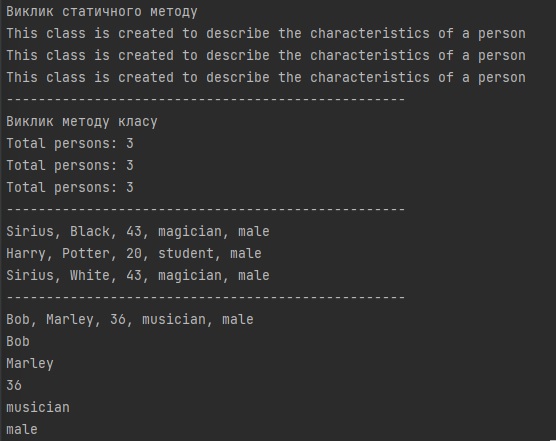 Виклик статичного методу
This class is created to describe the characteristics of a person
This class is created to describe the characteristics of a person
This class is created to describe the characteristics of a person
--------------------------------------------------
Виклик методу класу
Total persons: 3
Total persons: 3
Total persons: 3
--------------------------------------------------
Sirius, Black, 43, magician, male
Harry, Potter, 20, student, male
Sirius, White, 43, magician, male
--------------------------------------------------
Bob, Marley, 36, musician, male
Bob
Marley
36
musician
male